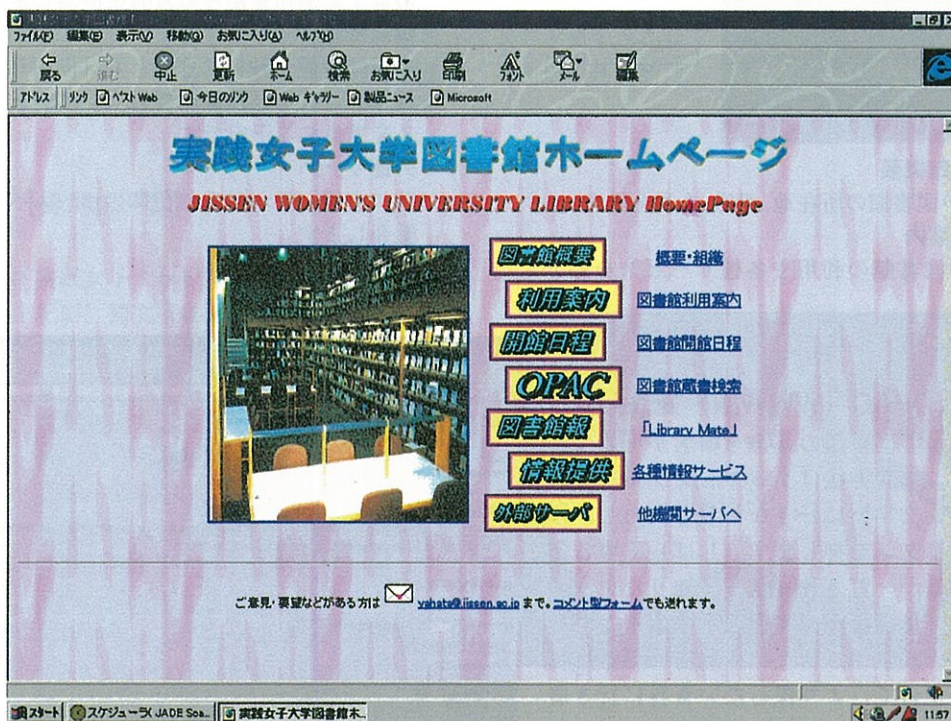 ファイル(F) 編集(E) 表示(V) 移動(G) お気に入り(A) ヘルプ(H)
戻る 進む 中止 更新 ホーム 検索 お気に入り 印刷 フォント メール 編集
アドレス リンク ベスト Web 今日のリンク Web ギャラリー 製品ニュース Microsoft
実践女子大学図書館ホームページ
JISSEN WOMEN'S UNIVERSITY LIBRARY HomePage
図書館概要 概要・組織
利用案内 図書館利用案内
開館日程 図書館開館日程
OPAC 図書館蔵書検索
図書館報 「Library Mate」
情報提供 各種情報サービス
外部サーバ 他機関サーバへ
ご意見・要望などがある方は yahata@jissen.ac.jp まで。コメント型フォームでも送れます。
スタート スケジューラ( JADE Soa... 実践女子大学図書館ホ... 11:57